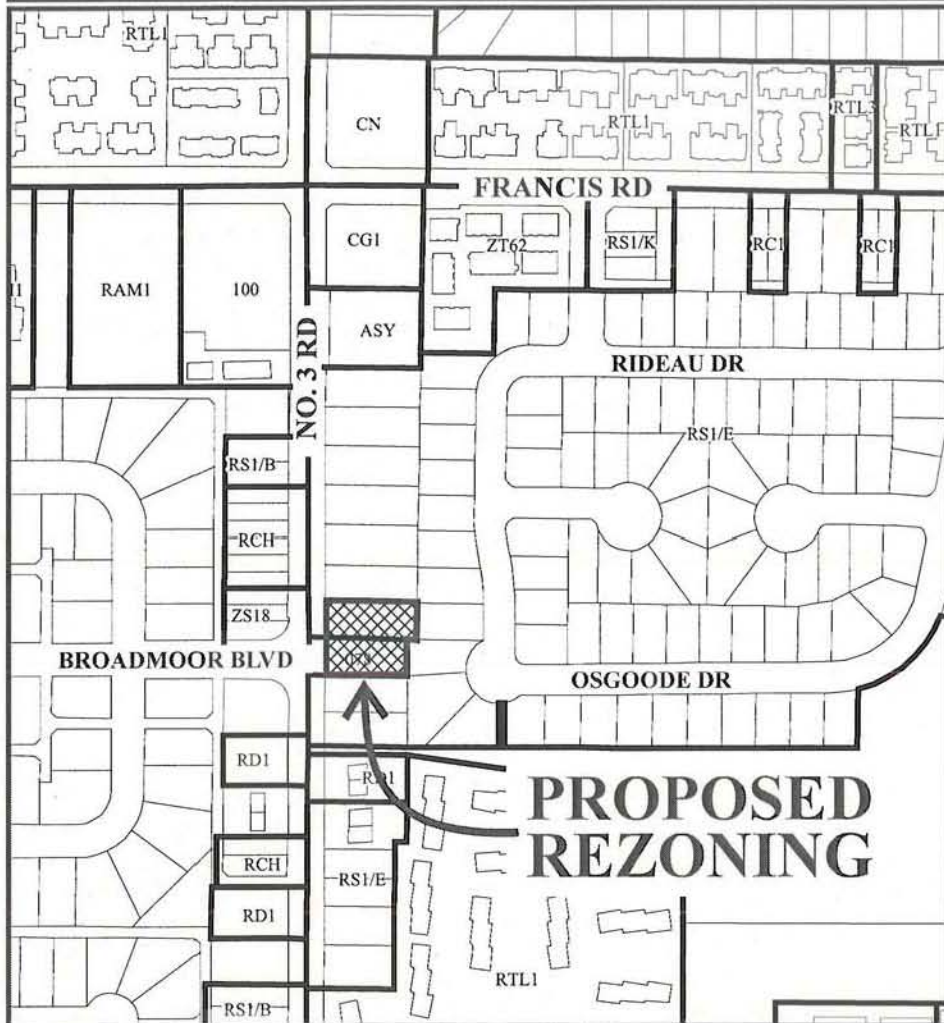 RTL1
CN
RTL1
RTL3
RTL1
FRANCIS RD
CG1
ZT62
RS1/K
RC1
RC1
RAM1
100
ASY
NO. 3 RD
RIDEAU DR
RS1/E
RS1/B
RCH
ZS18
BROADMOOR BLVD
OSGOODE DR
RD1
RD1
PROPOSED
REZONING
RCH
RS1/E
RD1
RTL1
RS1/B